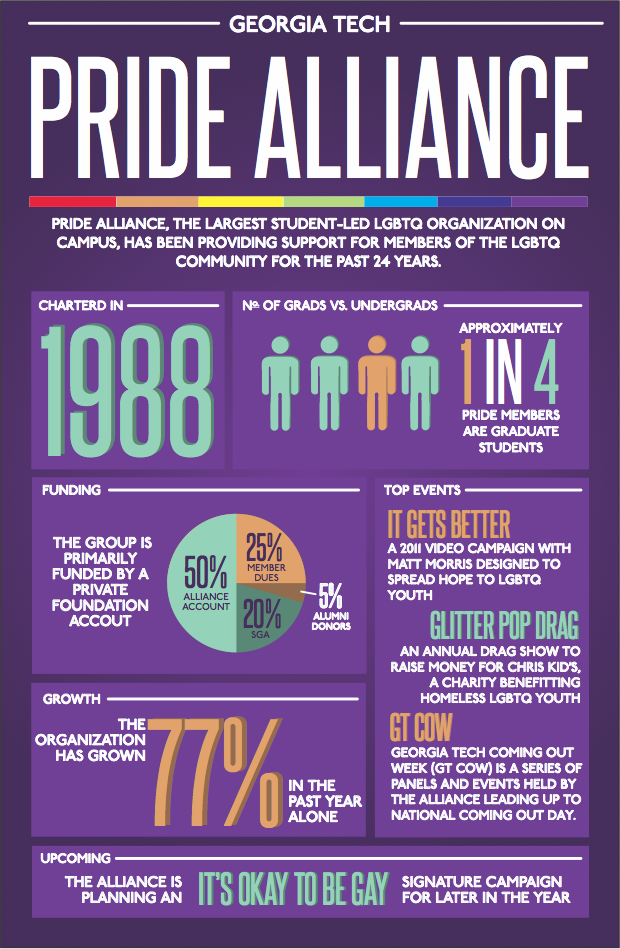 GEORGIA TECH
PRIDE ALLIANCE
PRIDE ALLIANCE, THE LARGEST STUDENT-LED LGBTQ ORGANIZATION ON
CAMPUS, HAS BEEN PROVIDING SUPPORT FOR MEMBERS OF THE LGBTQ
COMMUNITY FOR THE PAST 24 YEARS.
CHARTERD IN
1988
Nº OF GRADS VS. UNDERGRADS
APPROXIMATELY
1 IN 4
PRIDE MEMBERS
ARE GRADUATE
STUDENTS
FUNDING
THE GROUP IS
PRIMARILY
FUNDED BY A
PRIVATE
FOUNDATION
ACCOUT
50%
ALLIANCE
ACCOUNT
25%
MEMBER
DUES
5%
ALUMNI
DONORS
20%
SGA
TOP EVENTS
IT GETS BETTER
A 2011 VIDEO CAMPAIGN WITH
MATT MORRIS DESIGNED TO
SPREAD HOPE TO LGBTQ
YOUTH
GLITTER POP DRAG
AN ANNUAL DRAG SHOW TO
RAISE MONEY FOR CHRIS KID'S,
A CHARITY BENEFITTING
HOMELESS LGBTQ YOUTH
GT COW
GEORGIA TECH COMING OUT
WEEK (GT COW) IS A SERIES OF
PANELS AND EVENTS HELD BY
THE ALLIANCE LEADING UP TO
NATIONAL COMING OUT DAY.
GROWTH
THE
ORGANIZATION
HAS GROWN
77%
IN THE
PAST YEAR
ALONE
UPCOMING
THE ALLIANCE IS
PLANNING AN
IT'S OKAY TO BE GAY
SIGNATURE CAMPAIGN
FOR LATER IN THE YEAR